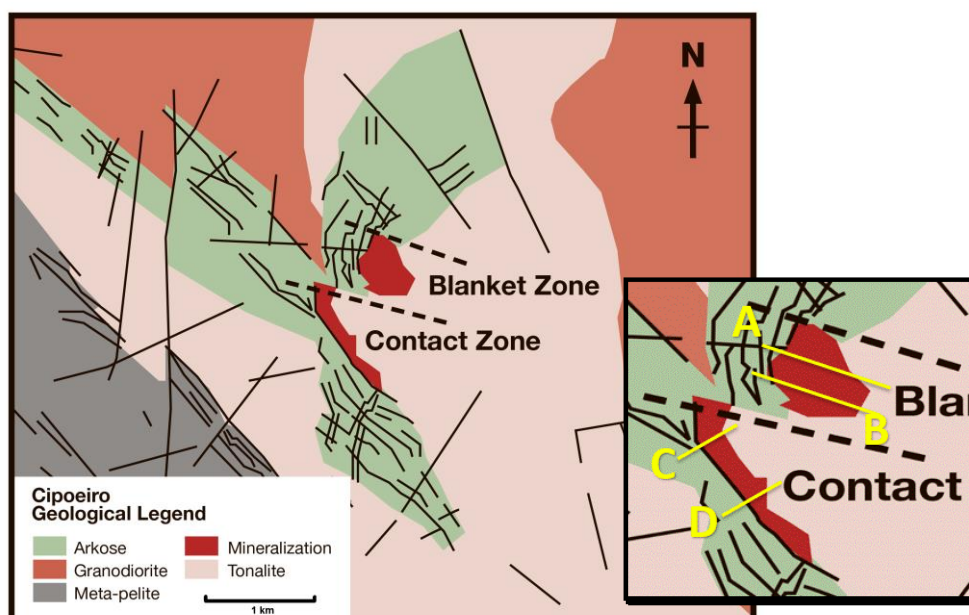 N
Blanket Zone
Contact Zone
A
Blan
B
C
Contact
D
Cipoeiro
Geological Legend
Arkose
Mineralization
Granodiorite
Tonalite
Meta-pelite
1 km